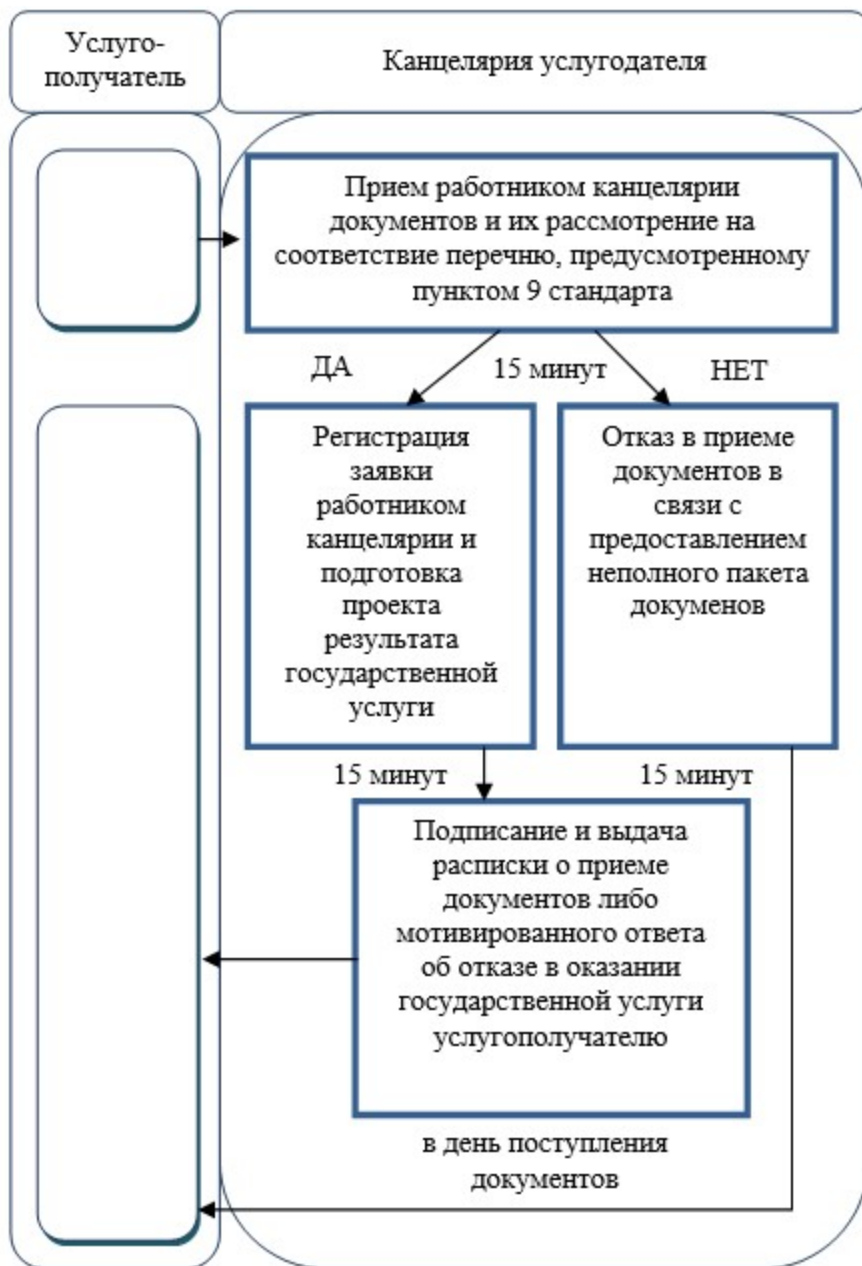 Услуго-
получатель
Канцелярия услугодателя
Прием работником канцелярии
документов и их рассмотрение на
соответствие перечню, предусмотренному
пунктом 9 стандарта
ДА
15 минут
НЕТ
Регистрация
заявки
работником
канцелярии и
подготовка
проекта
результата
государственной
услуги
Отказ в приеме
документов в
связи с
предоставлением
неполного пакета
докуменов
15 минут
15 минут
Подписание и выдача
расписки о приеме
документов либо
мотивированного ответа
об отказе в оказании
государственной услуги
услугополучателю
в день поступления
документов